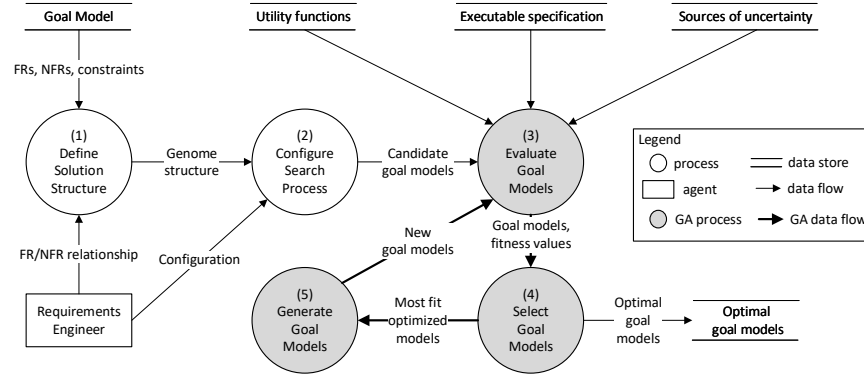 Goal Model
Utility functions
Executable specification
Sources of uncertainty
FRs, NFRs, constraints
(1)
Define
Solution
Structure
Genome
structure
(2)
Configure
Search
Process
Candidate
goal models
(3)
Evaluate
Goal
Models
Legend
process
data store
agent
data flow
GA process
GA data flow
FR/NFR relationship
Configuration
New
goal models
Goal models,
fitness values
Requirements
Engineer
(5)
Generate
Goal
Models
Most fit
optimized
models
(4)
Select
Goal
Models
Optimal
goal
models
Optimal
goal models